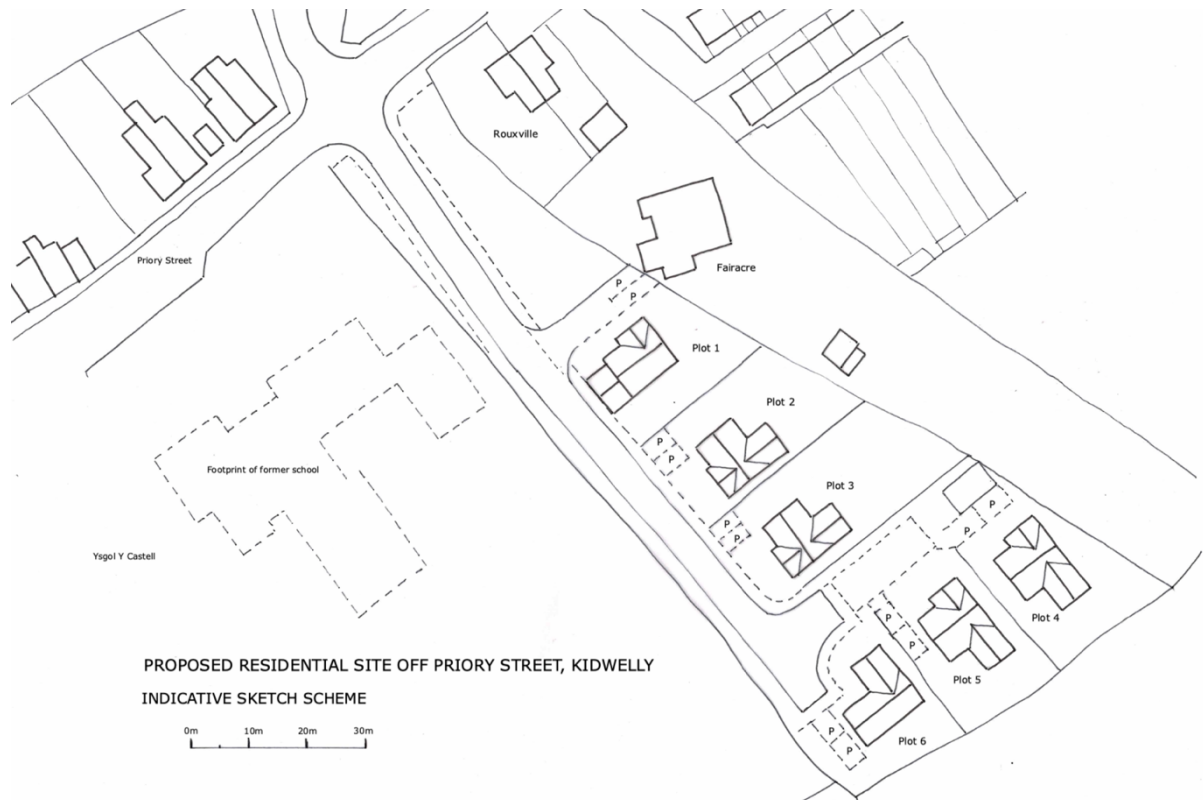 Rouxville
Priory Street
Fairacre
P
P
Plot 1
Plot 2
P
P
Plot 3
P
P
Footprint of former school
Ysgol Y Castell
P
P
Plot 4
P
P
Plot 5
P
P
Plot 6
PROPOSED RESIDENTIAL SITE OFF PRIORY STREET, KIDWELLY
INDICATIVE SKETCH SCHEME
0m 10m 20m 30m